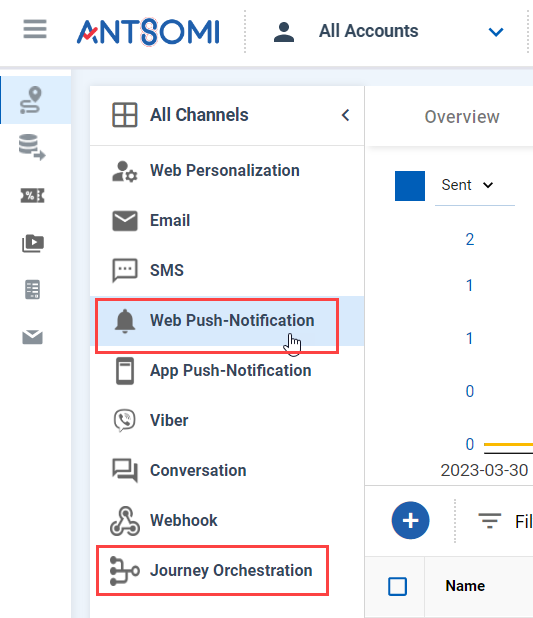 ANTSOMI
All Accounts
All Channels
Overview
Web Personalization
Sent
Email
2
SMS
1
Web Push-Notification
1
App Push-Notification
0
Viber
0
2023-03-30
Conversation
Webhook
Fil
Journey Orchestration
Name